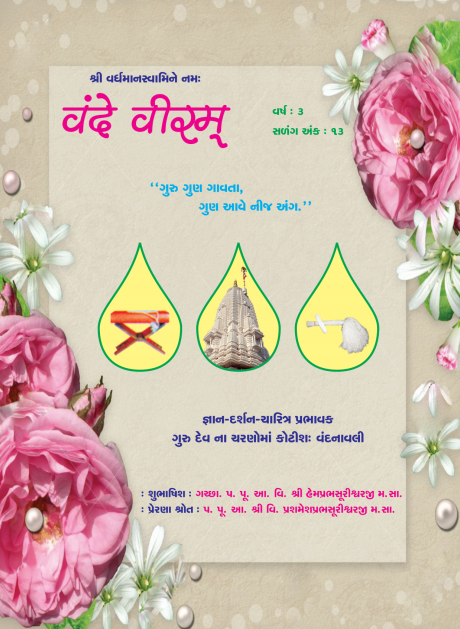 શ્રી વર્ધમાનસ્વામિને નમઃ
વંદે વીરમ્
વર્ષ : ૩
સળંગ અંક : ૧૩
‘‘ગુરુ ગુણ ગાવતા,
ગુણ આવે નીજ અંગ.’’
જ્ઞાન-દર્શન-ચારિત્ર પ્રભાવક
ગુરુ દેવ ના ચરણોમાં કોટીશઃ વંદનાવલી
: શુભાષિશ : ગચ્છા. પ. પૂ. આ. વિ. શ્રી હેમપ્રભસૂરીશ્વરજી મ.સા.
: પ્રેરણા શ્રોત : પ. પૂ. આ. શ્રી વિ. પ્રશમેશપ્રભસૂરીશ્વરજી મ.સા.